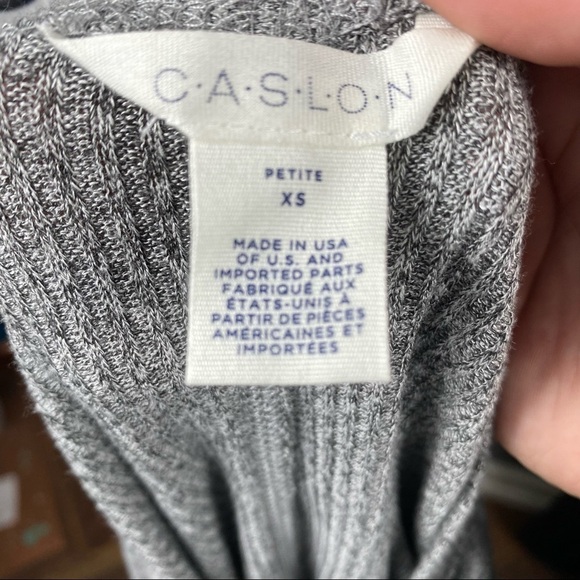 C·A·S·L·O·N
PETITE
XS
MADE IN USA
OF U.S. AND
IMPORTED PARTS
FABRIQUÉ AUX
ÉTATS-UNIS À
PARTIR DE PIÈCES
AMÉRICAINES ET
IMPORTÉES